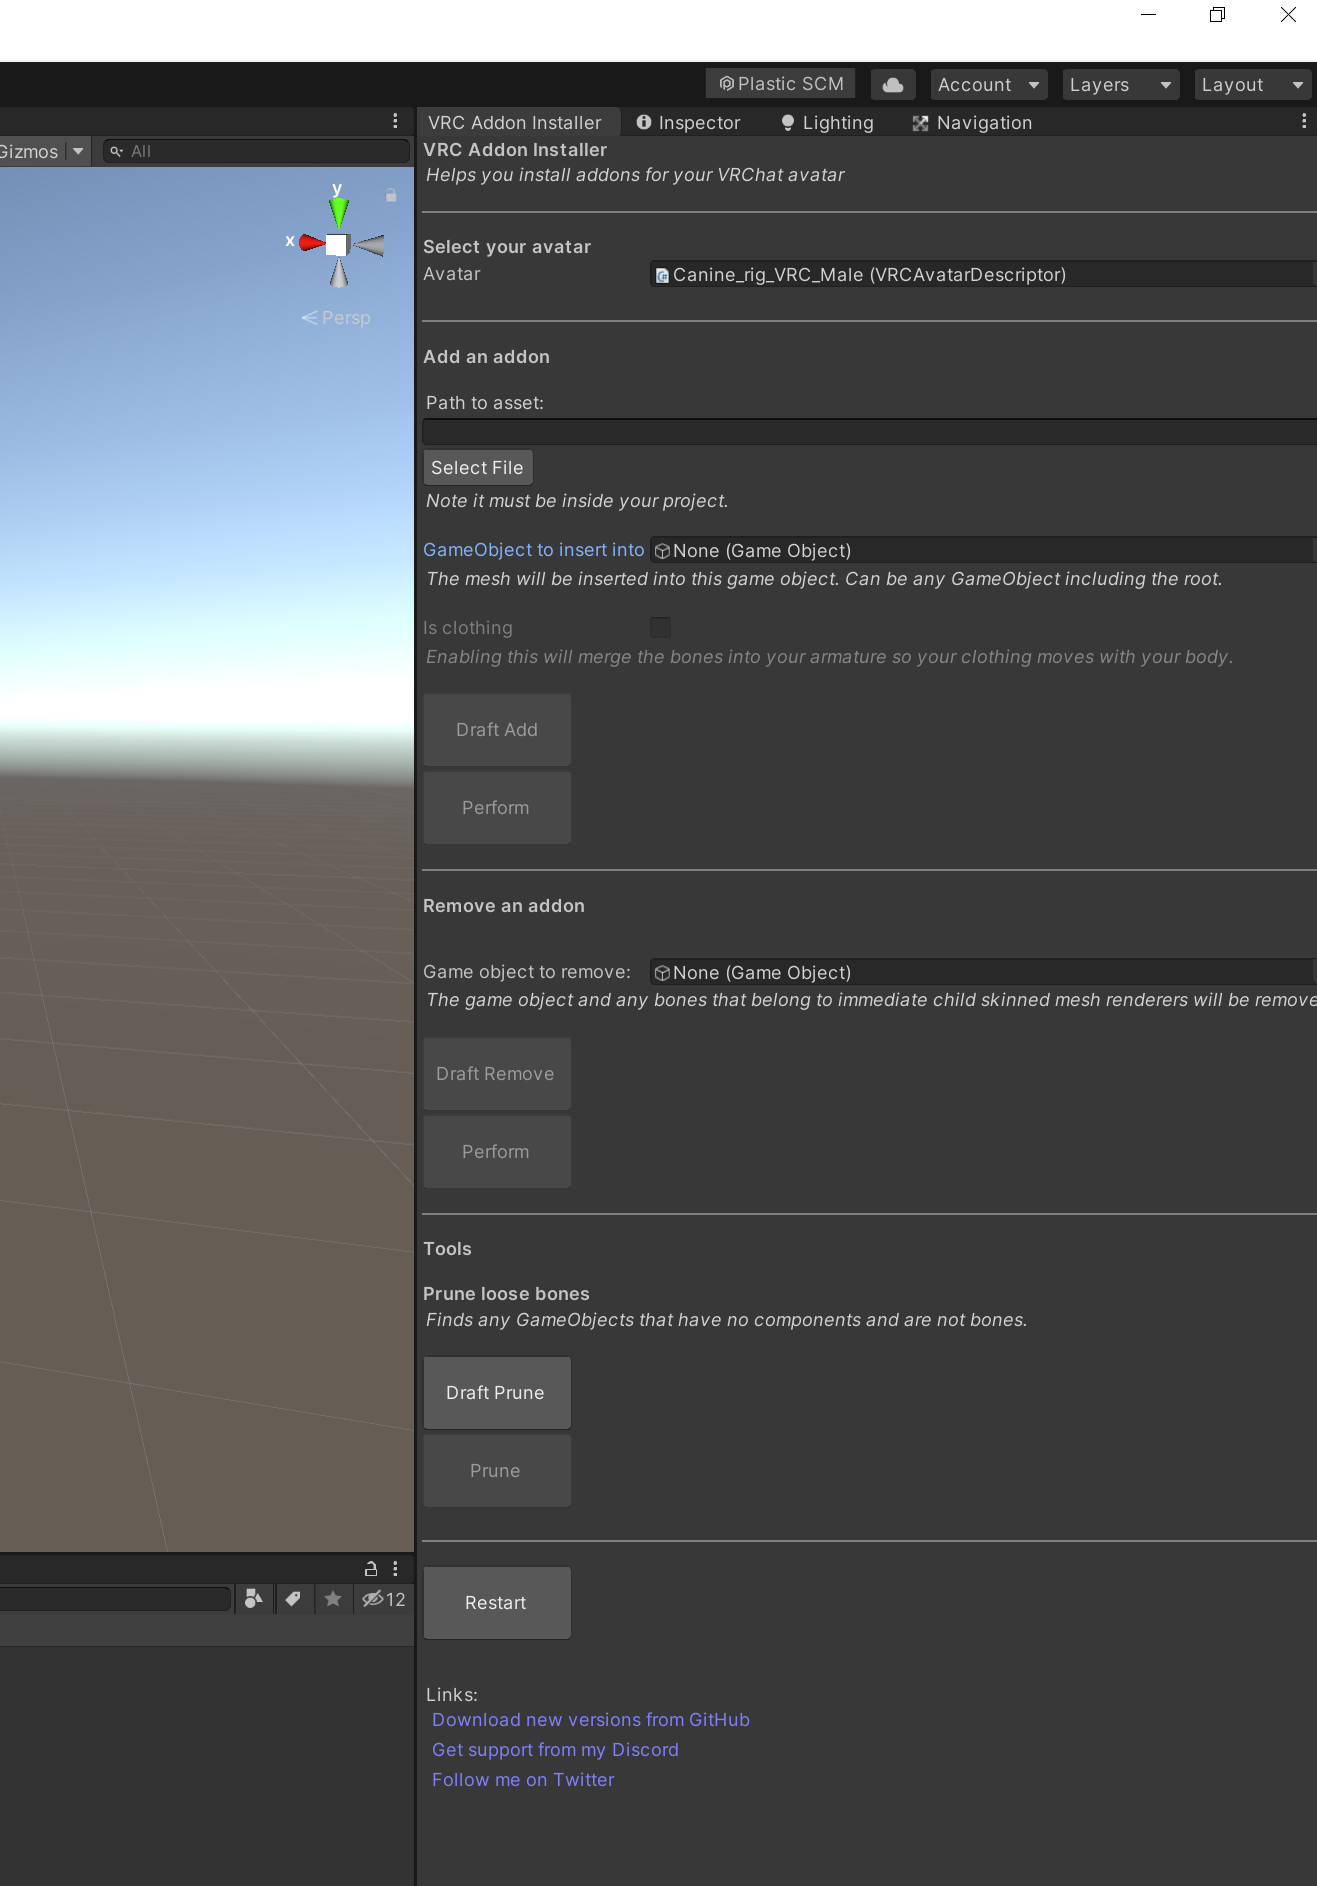 Plastic SCM
Account
Layers
Layout
VRC Addon Installer
Inspector
Lighting
Navigation
Gizmos
All
y
x
Persp
VRC Addon Installer
Helps you install addons for your VRChat avatar
Select your avatar
Avatar
Canine_rig_VRC_Male (VRCAvatarDescriptor)
Add an addon
Path to asset:
Select File
Note it must be inside your project.
GameObject to insert into
None (Game Object)
The mesh will be inserted into this game object. Can be any GameObject including the root.
Is clothing
Enabling this will merge the bones into your armature so your clothing moves with your body.
Draft Add
Perform
Remove an addon
Game object to remove:
None (Game Object)
The game object and any bones that belong to immediate child skinned mesh renderers will be remove
Draft Remove
Perform
Tools
Prune loose bones
Finds any GameObjects that have no components and are not bones.
Draft Prune
Prune
12
Restart
Links:
Download new versions from GitHub
Get support from my Discord
Follow me on Twitter